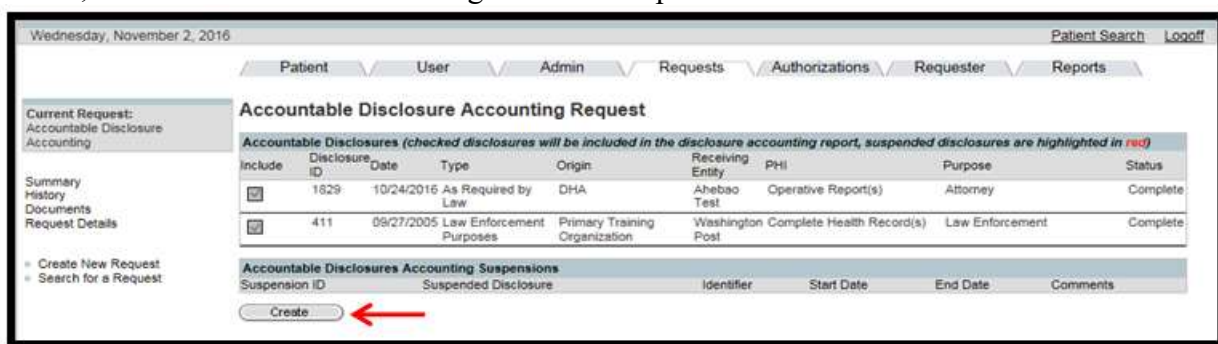 Wednesday, November 2, 2016 Patient Search Logoff
Patient User Admin Requests Authorizations Requester Reports
Current Request:
Accountable Disclosure
Accounting
Summary
History
Documents
Request Details
Create New Request
Search for a Request
Accountable Disclosure Accounting Request
Accountable Disclosures (checked disclosures will be included in the disclosure accounting report, suspended disclosures are highlighted in red)
Include Disclosure ID Date Type Origin Receiving Entity PHI Purpose Status
1829 10/24/2016 As Required by Law DHA Ahebao Test Operative Report(s) Attorney Complete
411 09/27/2005 Law Enforcement Purposes Primary Training Organization Washington Post Complete Health Record(s) Law Enforcement Complete
Accountable Disclosures Accounting Suspensions
Suspension ID Suspended Disclosure Identifier Start Date End Date Comments
Create